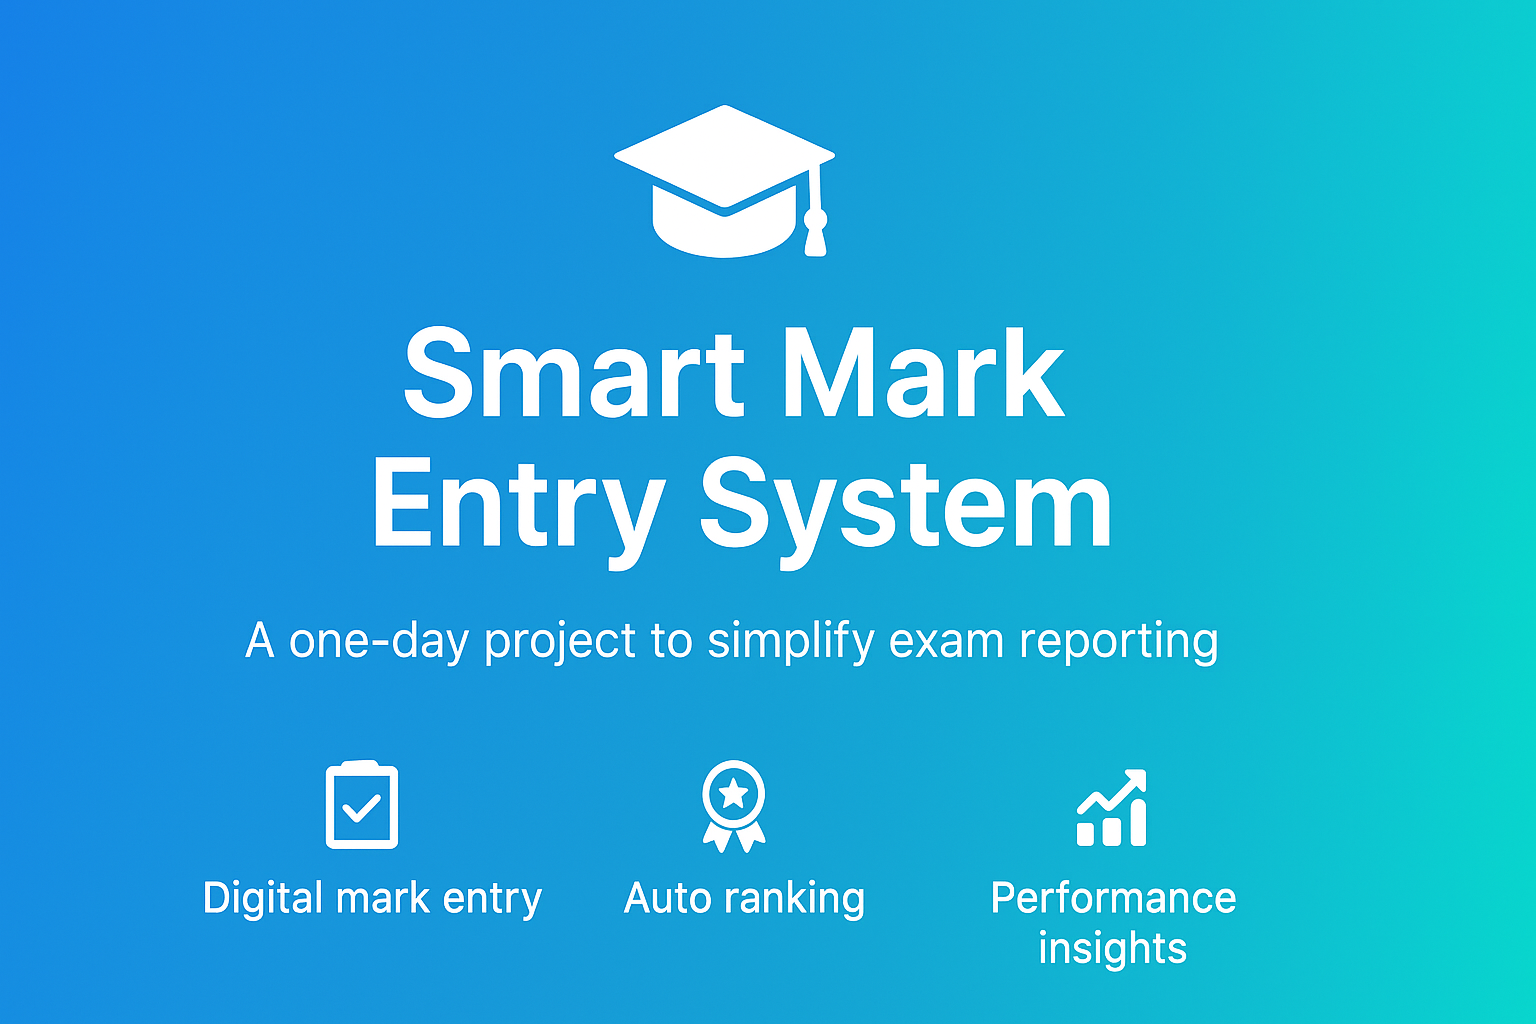 Smart Mark
Entry System
A one-day project to simplify exam reporting
Digital mark entry
Auto ranking
Performance
insights